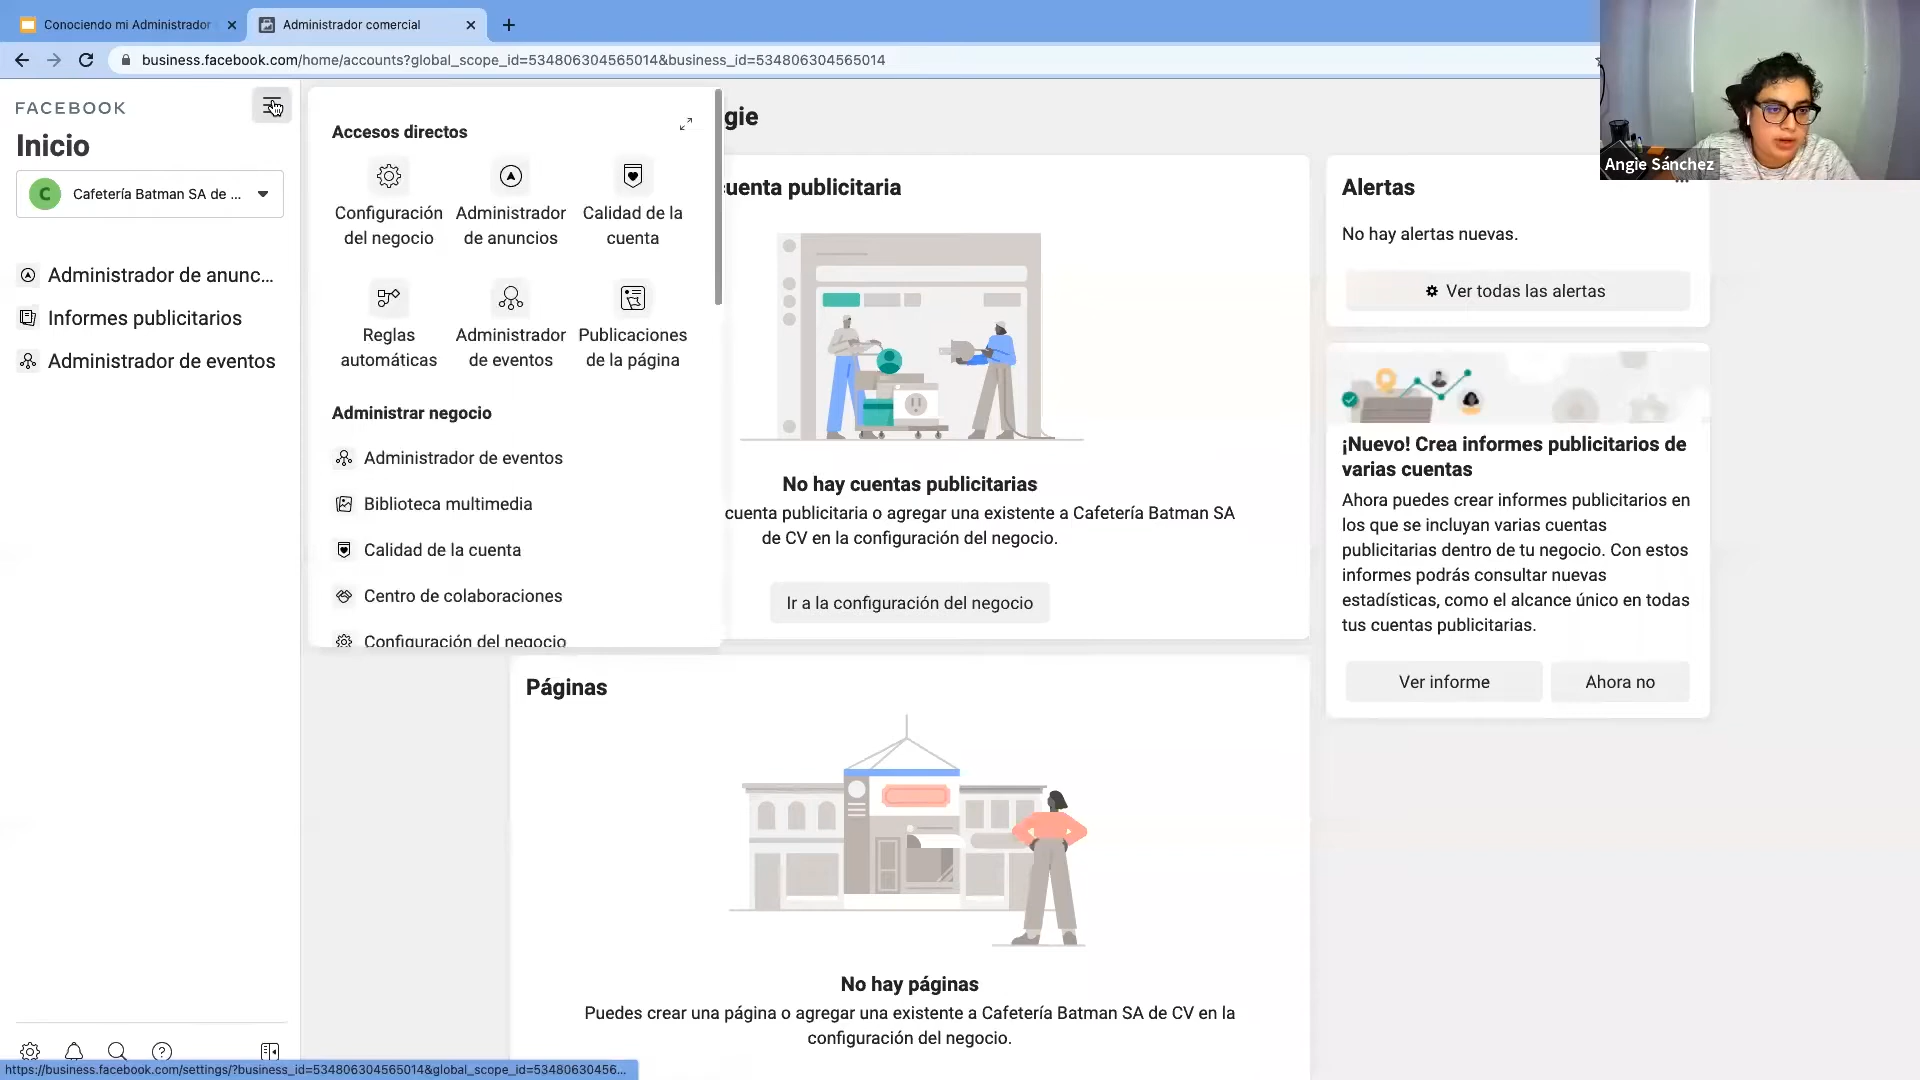 Conociendo mi Administrador
Administrador comercial
business.facebook.com/home/accounts?global_scope_id=534806304565014&business_id=534806304565014
FACEBOOK
Inicio
C
Cafetería Batman SA de ...
Administrador de anunc...
Informes publicitarios
Administrador de eventos
Accesos directos
Configuración
del negocio
Administrador
de anuncios
Calidad de la
cuenta
Reglas
automáticas
Administrador
de eventos
Publicaciones
de la página
Administrar negocio
Administrador de eventos
Biblioteca multimedia
Calidad de la cuenta
Centro de colaboraciones
Configuración del negocio
gie
uenta publicitaria
No hay cuentas publicitarias
cuenta publicitaria o agregar una existente a Cafetería Batman SA
de CV en la configuración del negocio.
Ir a la configuración del negocio
Páginas
No hay páginas
Puedes crear una página o agregar una existente a Cafetería Batman SA de CV en la
configuración del negocio.
Alertas
No hay alertas nuevas.
Ver todas las alertas
¡Nuevo! Crea informes publicitarios de
varias cuentas
Ahora puedes crear informes publicitarios en
los que se incluyan varias cuentas
publicitarias dentro de tu negocio. Con estos
informes podrás consultar nuevas
estadísticas, como el alcance único en todas
tus cuentas publicitarias.
Ver informe
Ahora no
Angie Sánchez
https://business.facebook.com/settings/?business_id=534806304565014&global_scope_id=53480630456...